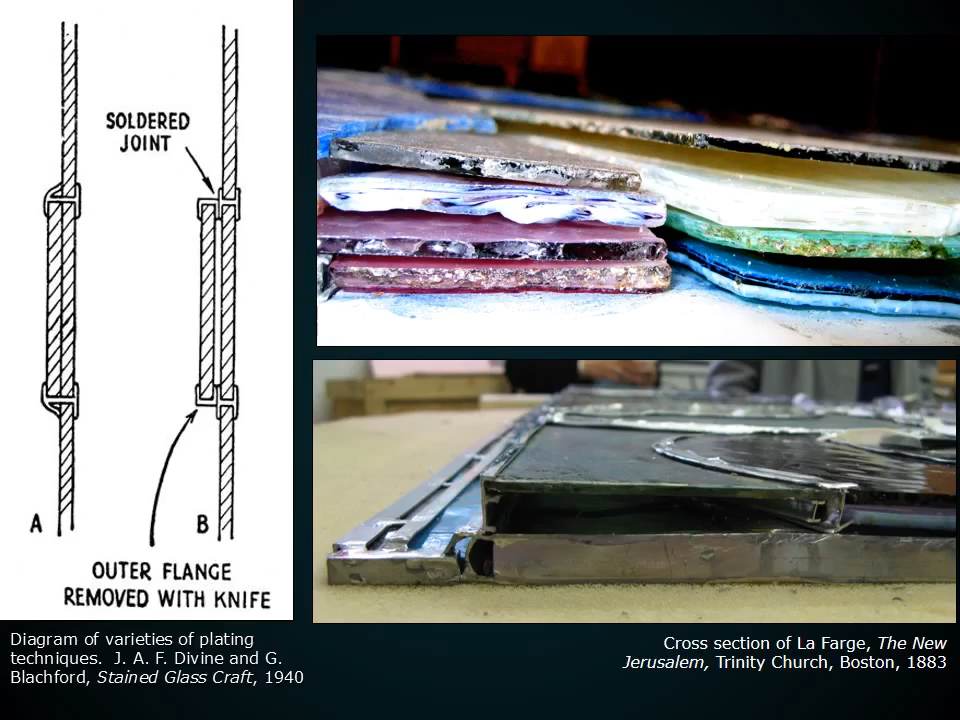 SOLDERED
JOINT
A
B
OUTER FLANGE
REMOVED WITH KNIFE
Diagram of varieties of plating
techniques.  J. A. F. Divine and G.
Blachford, Stained Glass Craft, 1940
Cross section of La Farge, The New
Jerusalem, Trinity Church, Boston, 1883